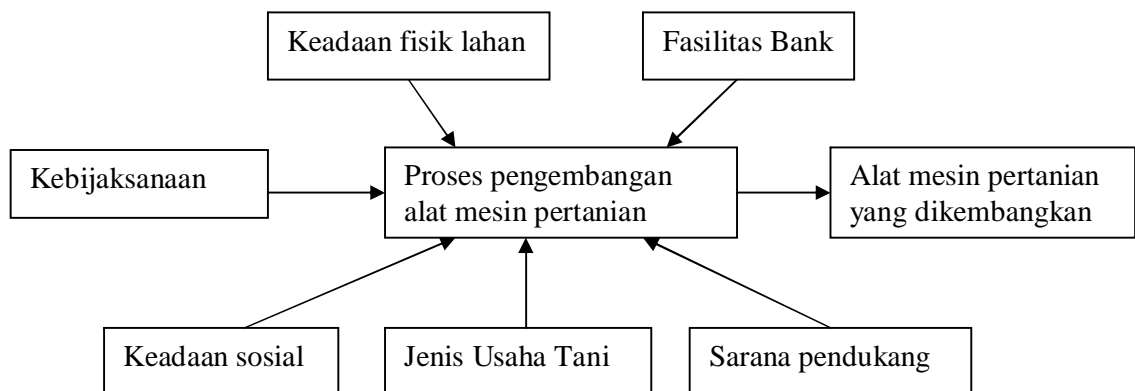 Keadaan fisik lahan
Fasilitas Bank
Kebijaksanaan
Proses pengembangan
alat mesin pertanian
Alat mesin pertanian
yang dikembangkan
Keadaan sosial
Jenis Usaha Tani
Sarana pendukang